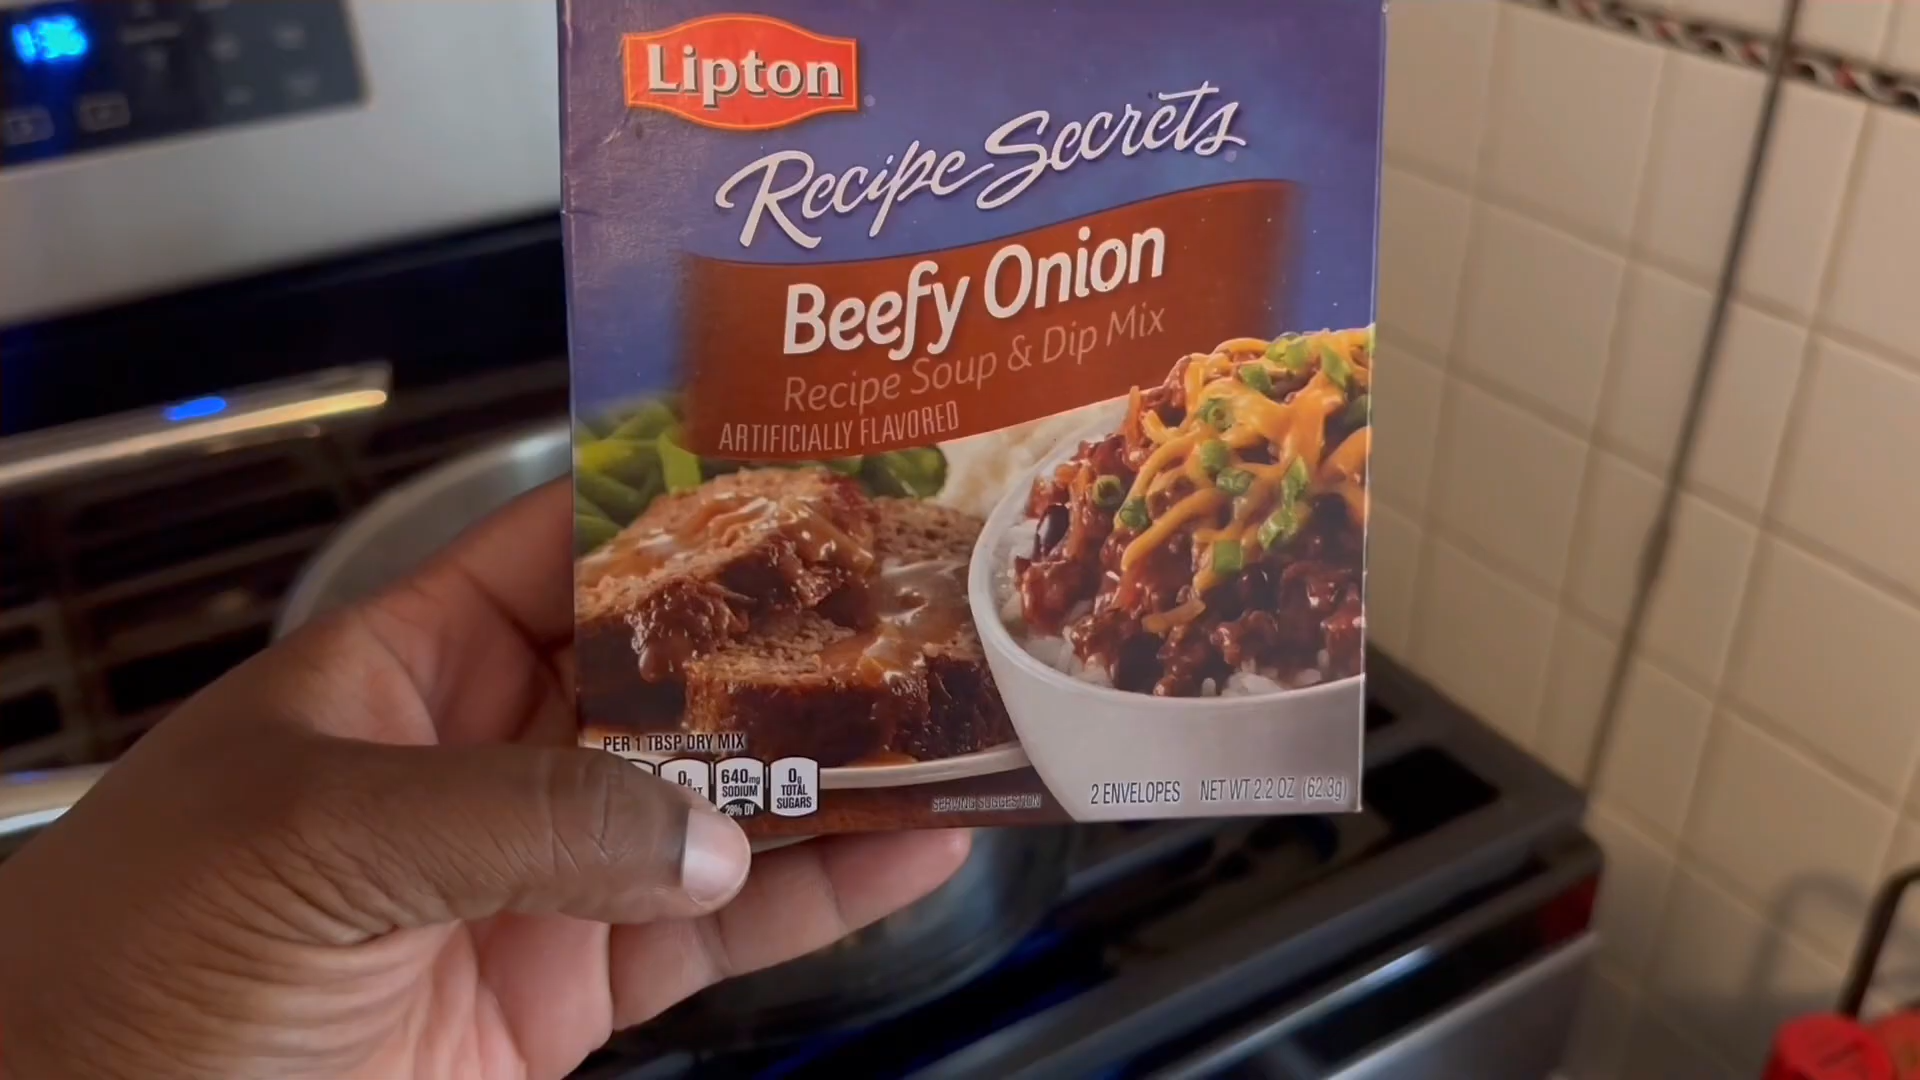 Lipton
Recipe Secrets
Beefy Onion
Recipe Soup & Dip Mix
ARTIFICIALLY FLAVORED
PER 1 TBSP DRY MIX
0g
640mg
SODIUM
28% DV
0g
TOTAL
SUGARS
SERVING SUGGESTION
2 ENVELOPES NET WT 2.2 OZ (62.3g)